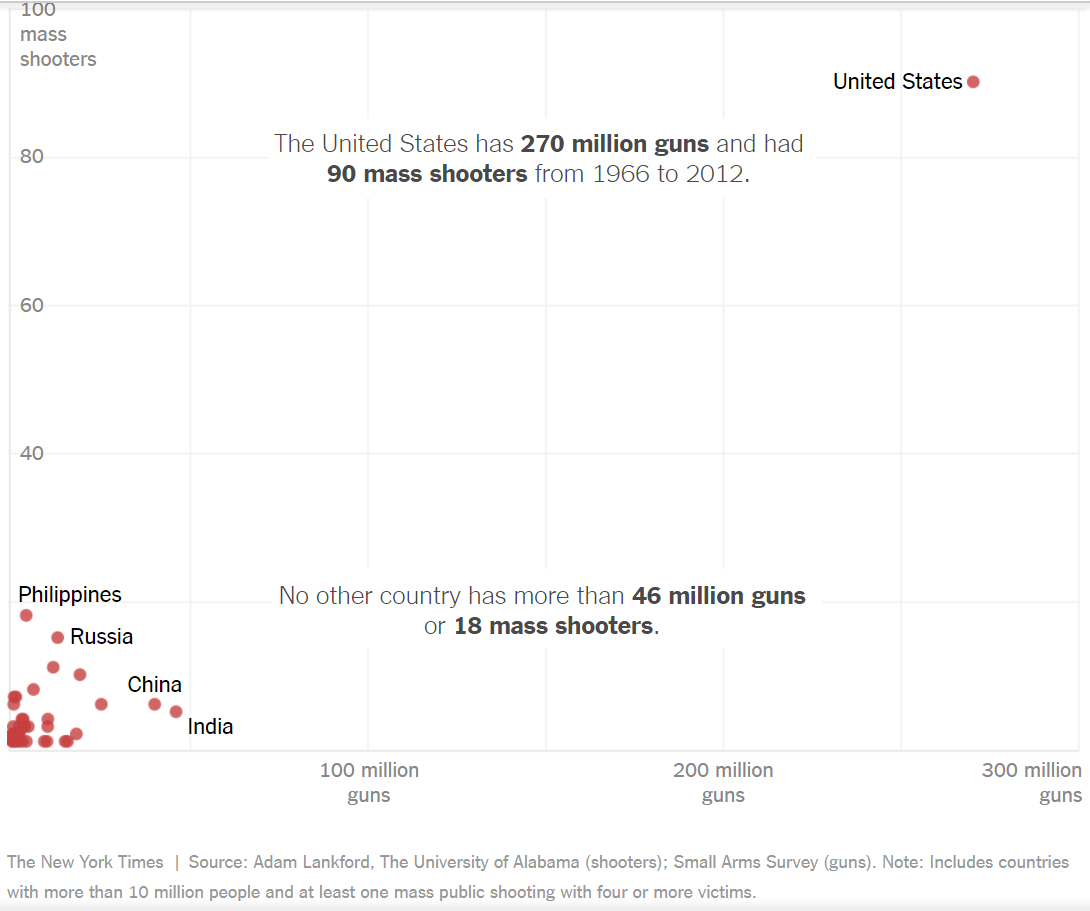 100
mass
shooters
United States
The United States has 270 million guns and had
90 mass shooters from 1966 to 2012.
80
60
40
Philippines
No other country has more than 46 million guns
or 18 mass shooters.
Russia
China
India
100 million
guns
200 million
guns
300 million
guns
The New York Times | Source: Adam Lankford, The University of Alabama (shooters); Small Arms Survey (guns). Note: Includes countries
with more than 10 million people and at least one mass public shooting with four or more victims.